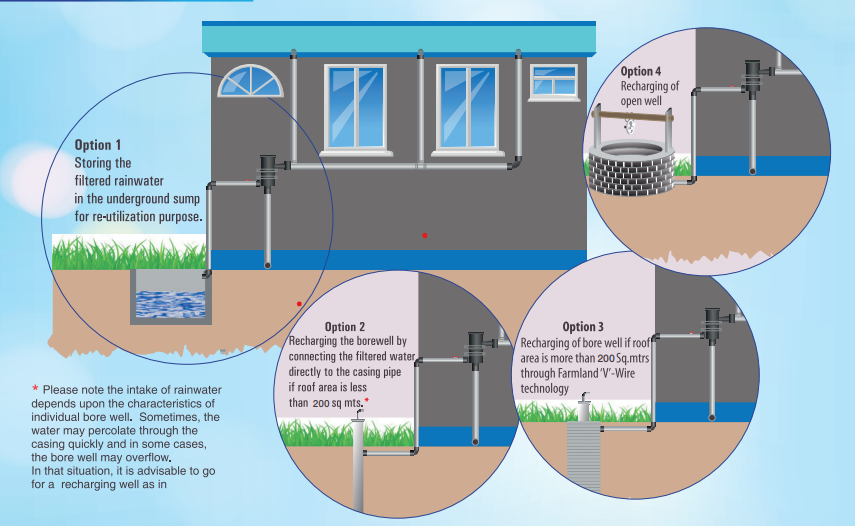 Option 1
Storing the
filtered rainwater
in the underground sump
for re-utilization purpose.
Option 4
Recharging of
open well
Option 2
Recharging the borewell by
connecting the filtered water
directly to the casing pipe
if roof area is less
than 200 sq mts.*
Option 3
Recharging of bore well if roof
area is more than 200 Sq.mtrs
through Farmland 'V'-Wire
technology
* Please note the intake of rainwater
depends upon the characteristics of
individual bore well. Sometimes, the
water may percolate through the
casing quickly and in some cases,
the bore well may overflow.
In that situation, it is advisable to go
for a recharging well as in